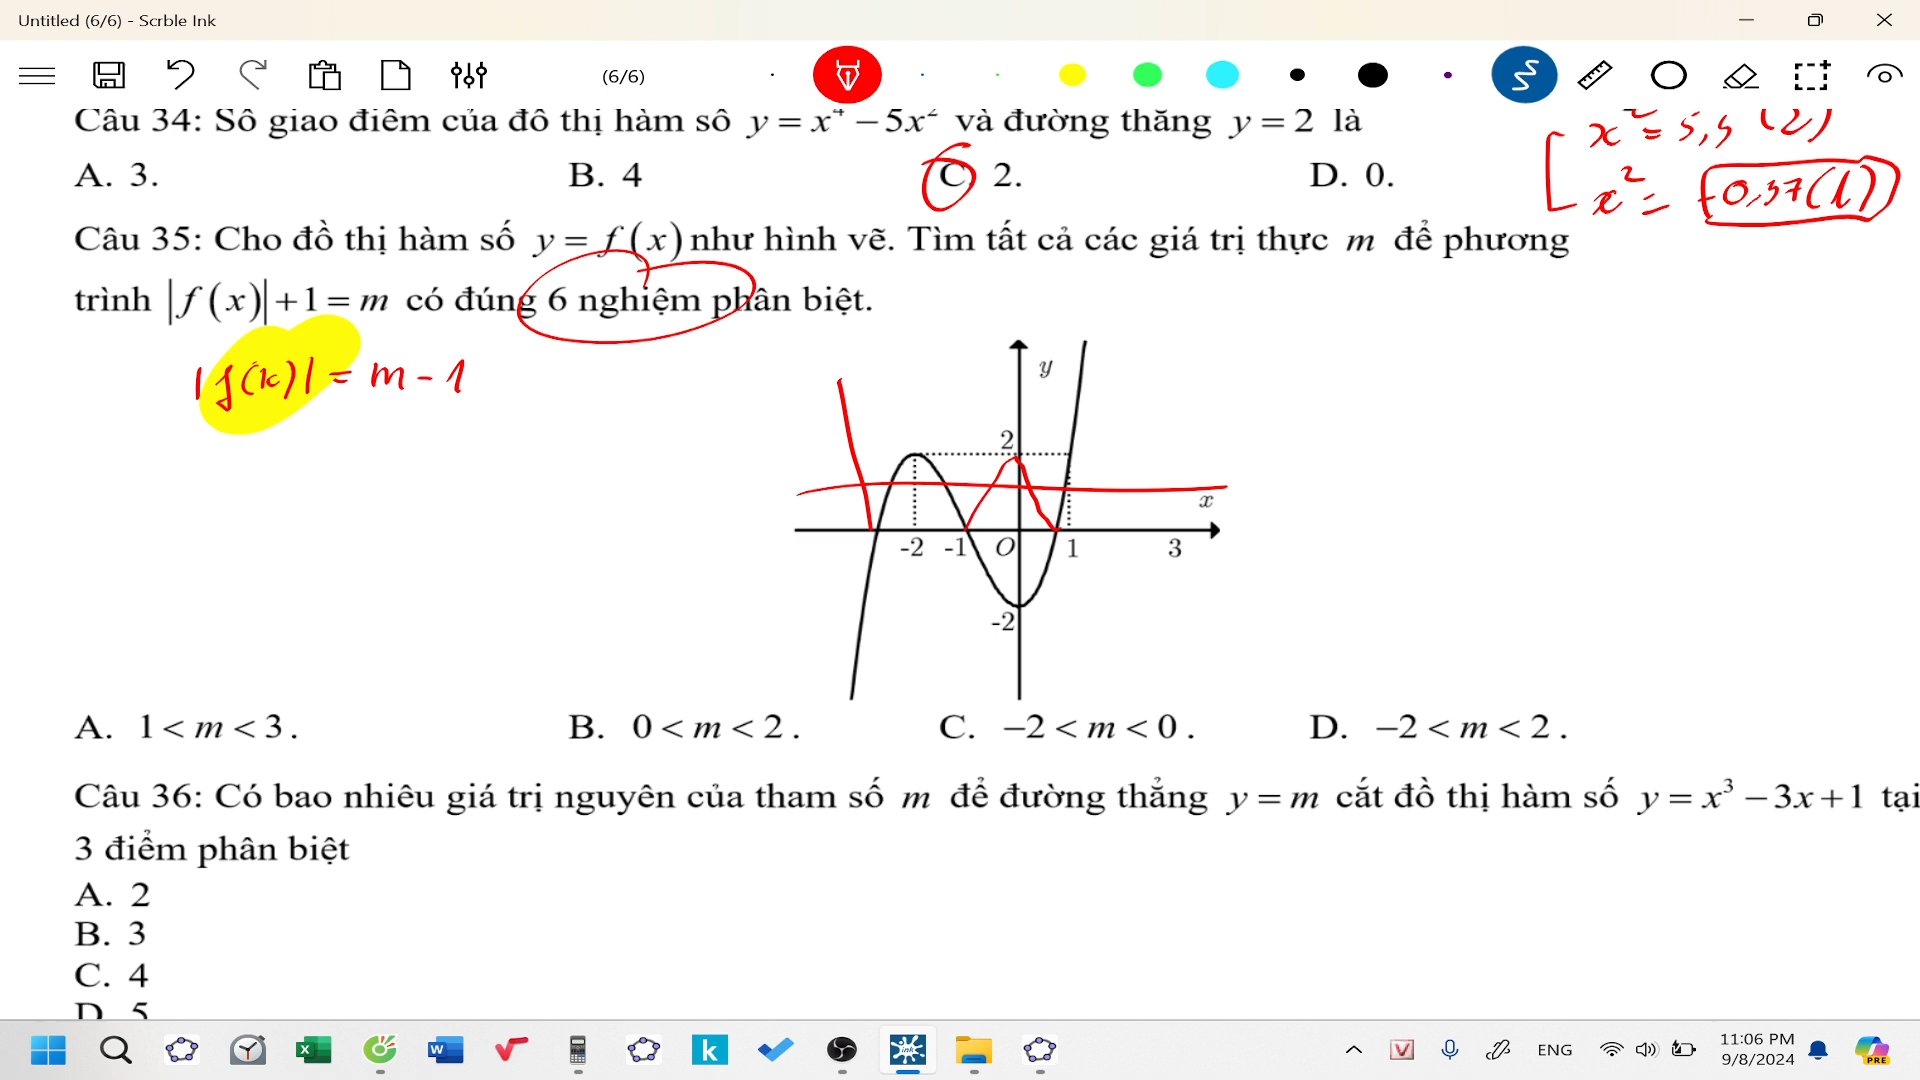 Untitled (6/6) - Scrble Ink
(6/6)
Câu 34: Số giao điểm của đồ thị hàm số y = x⁴ − 5x² và đường thẳng y = 2 là
x² = 5,5 (2)
A. 3. B. 4 C. 2. D. 0.
x² = -0,37(l)
Câu 35: Cho đồ thị hàm số y = f(x) như hình vẽ. Tìm tất cả các giá trị thực m để phương
trình |f(x)|+1 = m có đúng 6 nghiệm phân biệt.
|f(x)| = m - 1
y
2
x
-2 -1 O 1 3
-2
A. 1 < m < 3. B. 0 < m < 2. C. −2 < m < 0. D. −2 < m < 2.
Câu 36: Có bao nhiêu giá trị nguyên của tham số m để đường thẳng y = m cắt đồ thị hàm số y = x³ − 3x + 1 tại
3 điểm phân biệt
A. 2
B. 3
C. 4
D. 5
ENG
11:06 PM
9/8/2024
PRE